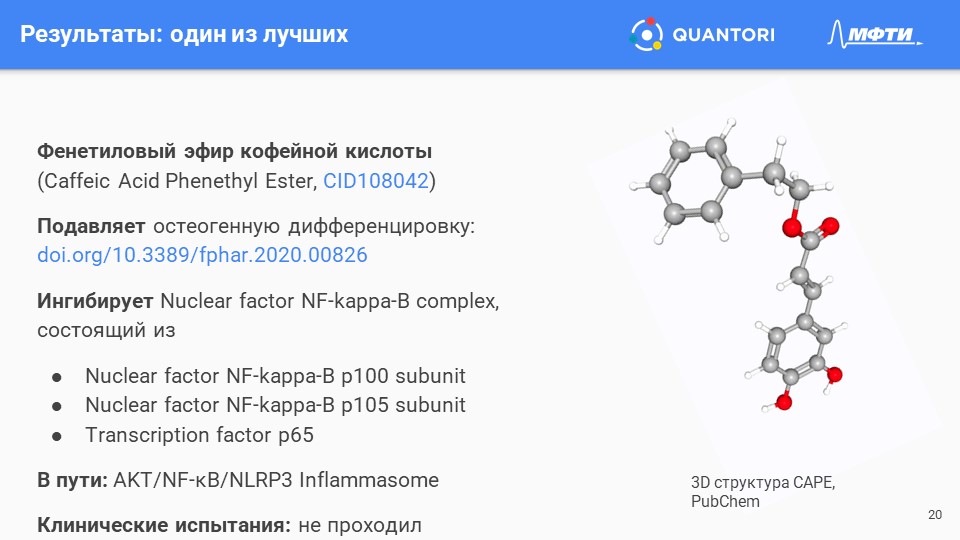 Результаты: один из лучших
QUANTORI
МФТИ
Фенетиловый эфир кофейной кислоты
(Caffeic Acid Phenethyl Ester, CID108042)
Подавляет остеогенную дифференцировку:
doi.org/10.3389/fphar.2020.00826
Ингибирует Nuclear factor NF-kappa-B complex,
состоящий из
● Nuclear factor NF-kappa-B p100 subunit
● Nuclear factor NF-kappa-B p105 subunit
● Transcription factor p65
В пути: AKT/NF-κB/NLRP3 Inflammasome
Клинические испытания: не проходил
3D структура CAPE,
PubChem
20